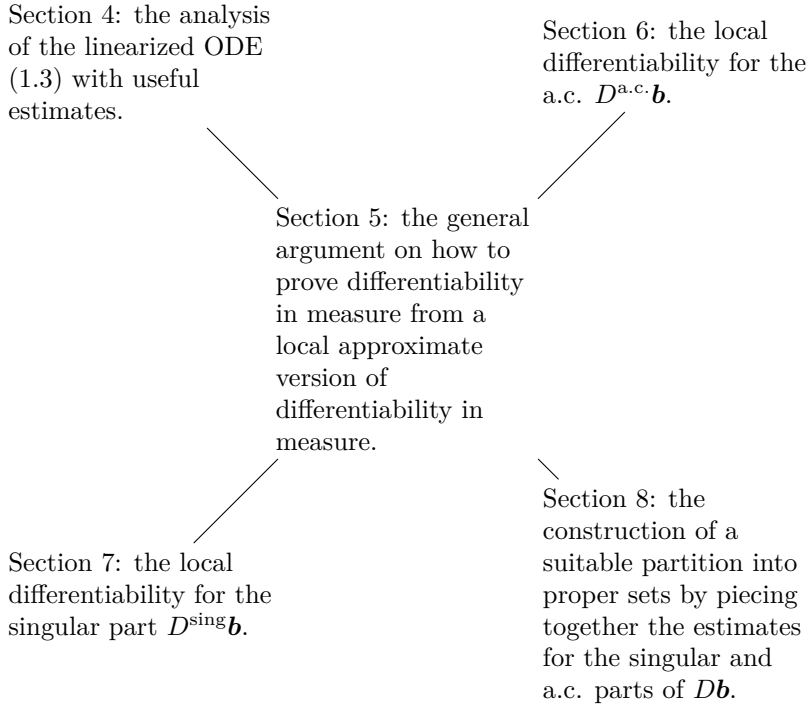 Section 4: the analysis
of the linearized ODE
(1.3) with useful
estimates.
Section 6: the local
differentiability for the
a.c. D^{a.c.}b.
Section 5: the general
argument on how to
prove differentiability
in measure from a
local approximate
version of
differentiability in
measure.
Section 7: the local
differentiability for the
singular part D^{sing}b.
Section 8: the
construction of a
suitable partition into
proper sets by piecing
together the estimates
for the singular and
a.c. parts of Db.